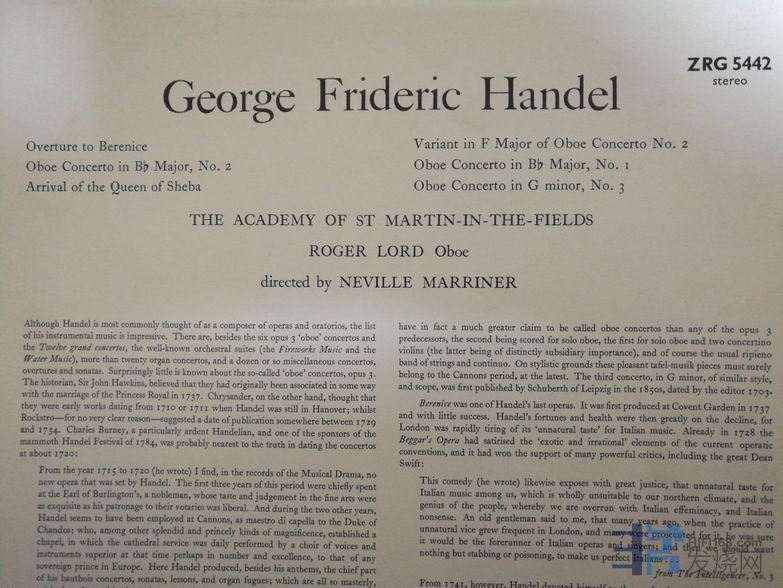 ZRG 5442
stereo
George Frideric Handel
Overture to Berenice
Oboe Concerto in B♭ Major, No. 2
Arrival of the Queen of Sheba
Variant in F Major of Oboe Concerto No. 2
Oboe Concerto in B♭ Major, No. 1
Oboe Concerto in G minor, No. 3
THE ACADEMY OF ST MARTIN-IN-THE-FIELDS
ROGER LORD Oboe
directed by NEVILLE MARRINER
Although Handel is most commonly thought of as a composer of operas and oratorios, the list
of his instrumental music is impressive. There are, besides the six opus 3 'oboe' concertos and
the Twelve grand concertos, the well-known orchestral suites (the Fireworks Music and the
Water Music), more than twenty organ concertos, and a dozen or so miscellaneous concertos,
overtures and sonatas. Surprisingly little is known about the so-called 'oboe' concertos, opus 3.
The historian, Sir John Hawkins, believed that they had originally been associated in some way
with the marriage of the Princess Royal in 1737. Chrysander, on the other hand, thought that
they were early works dating from 1710 or 1711 when Handel was still in Hanover; whilst
Rockstro—for no very clear reason—suggested a date of publication somewhere between 1729
and 1734. Charles Burney, a particularly ardent Handelian, and one of the sponsors of the
mammoth Handel Festival of 1784, was probably nearest to the truth in dating the concertos
at about 1720:
From the year 1715 to 1720 (he wrote) I find, in the records of the Musical Drama, no
new opera that was set by Handel. The first three years of this period were chiefly spent
at the Earl of Burlington's, a nobleman, whose taste and judgement in the fine arts were
as exquisite as his patronage to their votaries was liberal. And during the two other years,
Handel seems to have been employed at Cannons, as maestro di capella to the Duke of
Chandos; who, among other splendid and princely kinds of magnificence, established a
chapel, in which the cathedral service was daily performed by a choir of voices and
instruments superior at that time perhaps in number and excellence, to that of any
sovereign prince in Europe. Here Handel produced, besides his anthems, the chief part
of his hautbois concertos, sonatas, lessons, and organ fugues; which are all so masterly,
have in fact a much greater claim to be called oboe concertos than any of the opus 3
predecessors, the second being scored for solo oboe, the first for solo oboe and two concertino
violins (the latter being of distinctly subsidiary importance), and of course the usual ripieno
band of strings and continuo. On stylistic grounds these pleasant tafel-musik pieces must surely
belong to the Cannons period, at the latest. The third concerto, in G minor, of similar style,
and scope, was first published by Schuberth of Leipzig in the 1850s, dated by the editor 1703.
Berenice was one of Handel's last operas. It was first produced at Covent Garden in 1737
and with little success. Handel's fortunes and health were then greatly on the decline, for
London was rapidly tiring of its 'unnatural taste' for Italian music. Already in 1728 the
Beggar's Opera had satirised the 'exotic and irrational' elements of the current operatic
conventions, and it had won the support of many powerful critics, including the great Dean
Swift:
This comedy (he wrote) likewise exposes with great justice, that unnatural taste for
Italian music among us, which is wholly unsuitable to our northern climate, and the
genius of the people, whereby we are overrun with Italian effeminacy, and Italian
nonsense. An old gentleman said to me, that many years ago, when the practice of
unnatural vice grew frequent in London, and many were prosecuted for it, he was sure
it would be the forerunner of Italian operas and singers; and then we should want
nothing but stabbing or poisoning, to make us perfect Italians.
from The Intelligencer, N.
From 1741, however, Handel devoted himself
HIFI168.com
发烧网